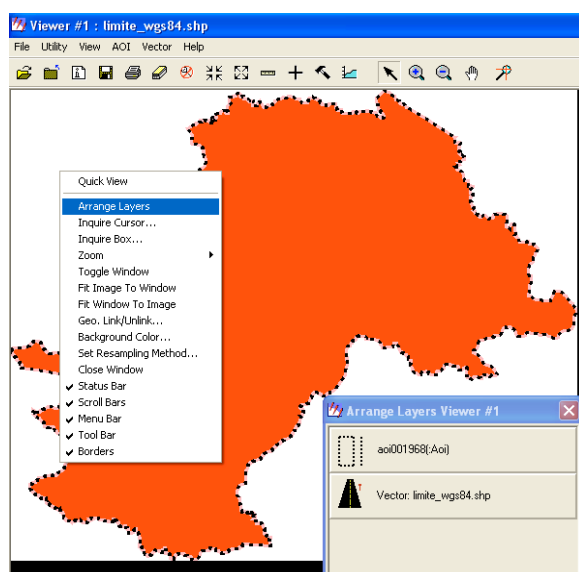 Viewer #1 : limite_wgs84.shp
File Utility View AOI Vector Help
Quick View
Arrange Layers
Inquire Cursor...
Inquire Box...
Zoom
Toggle Window
Fit Image To Window
Fit Window To Image
Geo. Link/Unlink...
Background Color...
Set Resampling Method...
Close Window
Status Bar
Scroll Bars
Menu Bar
Tool Bar
Borders
Arrange Layers Viewer #1
aoi001968(:Aoi)
Vector: limite_wgs84.shp